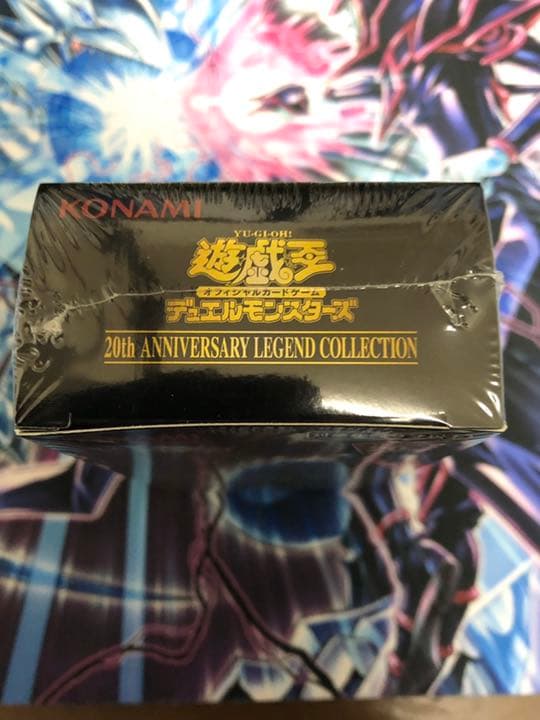 KONAMI
YU-GI-OH!
遊戯王
オフィシャルカードゲーム
デュエルモンスターズ
20th ANNIVERSARY LEGEND COLLECTION